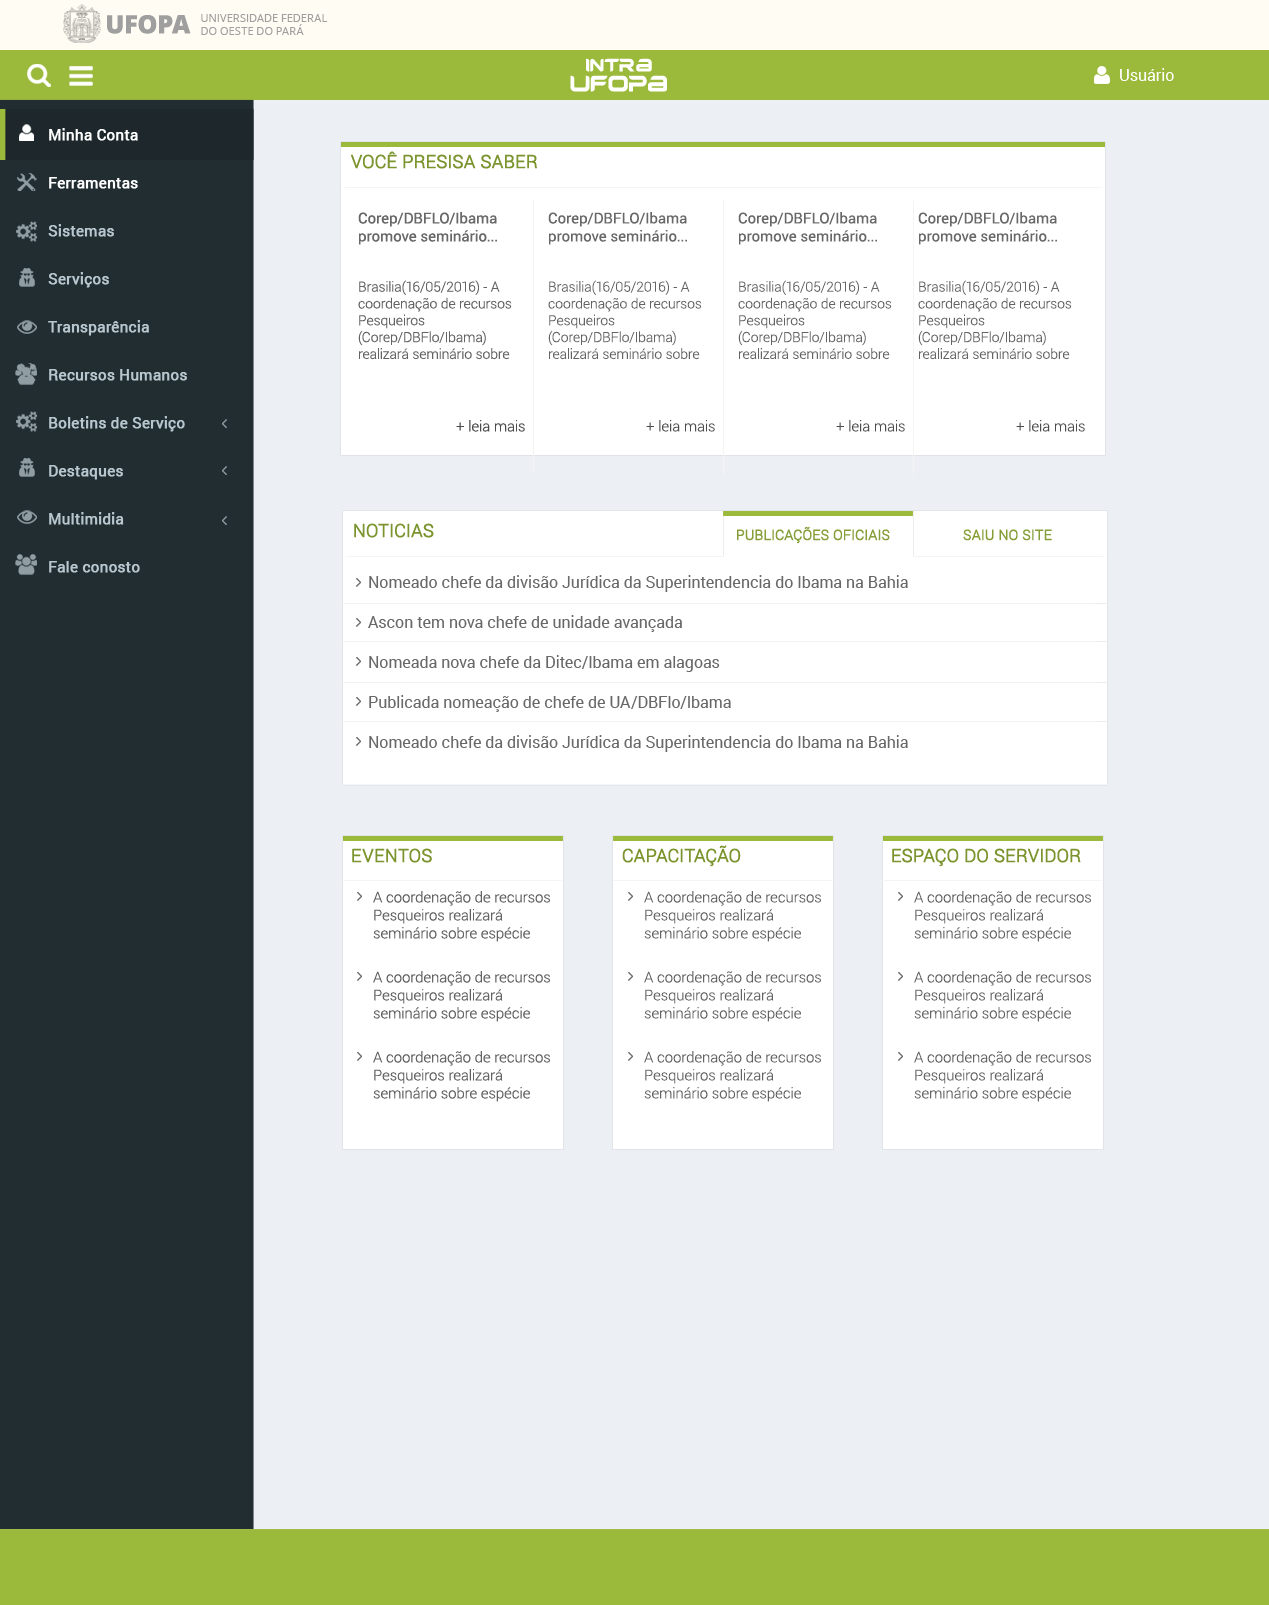 UFOPA
UNIVERSIDADE FEDERAL
DO OESTE DO PARÁ
INTRA
UFOPA
Usuário
Minha Conta
Ferramentas
Sistemas
Serviços
Transparência
Recursos Humanos
Boletins de Serviço
Destaques
Multimidia
Fale conosto
VOCÊ PRESISA SABER
Corep/DBFLO/Ibama
promove seminário...
Brasilia(16/05/2016) - A
coordenação de recursos
Pesqueiros
(Corep/DBFlo/Ibama)
realizará seminário sobre
+ leia mais
Corep/DBFLO/Ibama
promove seminário...
Brasilia(16/05/2016) - A
coordenação de recursos
Pesqueiros
(Corep/DBFlo/Ibama)
realizará seminário sobre
+ leia mais
Corep/DBFLO/Ibama
promove seminário...
Brasilia(16/05/2016) - A
coordenação de recursos
Pesqueiros
(Corep/DBFlo/Ibama)
realizará seminário sobre
+ leia mais
Corep/DBFLO/Ibama
promove seminário...
Brasilia(16/05/2016) - A
coordenação de recursos
Pesqueiros
(Corep/DBFlo/Ibama)
realizará seminário sobre
+ leia mais
NOTICIAS
PUBLICAÇÕES OFICIAIS
SAIU NO SITE
Nomeado chefe da divisão Jurídica da Superintendencia do Ibama na Bahia
Ascon tem nova chefe de unidade avançada
Nomeada nova chefe da Ditec/Ibama em alagoas
Publicada nomeação de chefe de UA/DBFlo/Ibama
Nomeado chefe da divisão Jurídica da Superintendencia do Ibama na Bahia
EVENTOS
A coordenação de recursos
Pesqueiros realizará
seminário sobre espécie
A coordenação de recursos
Pesqueiros realizará
seminário sobre espécie
A coordenação de recursos
Pesqueiros realizará
seminário sobre espécie
CAPACITAÇÃO
A coordenação de recursos
Pesqueiros realizará
seminário sobre espécie
A coordenação de recursos
Pesqueiros realizará
seminário sobre espécie
A coordenação de recursos
Pesqueiros realizará
seminário sobre espécie
ESPAÇO DO SERVIDOR
A coordenação de recursos
Pesqueiros realizará
seminário sobre espécie
A coordenação de recursos
Pesqueiros realizará
seminário sobre espécie
A coordenação de recursos
Pesqueiros realizará
seminário sobre espécie